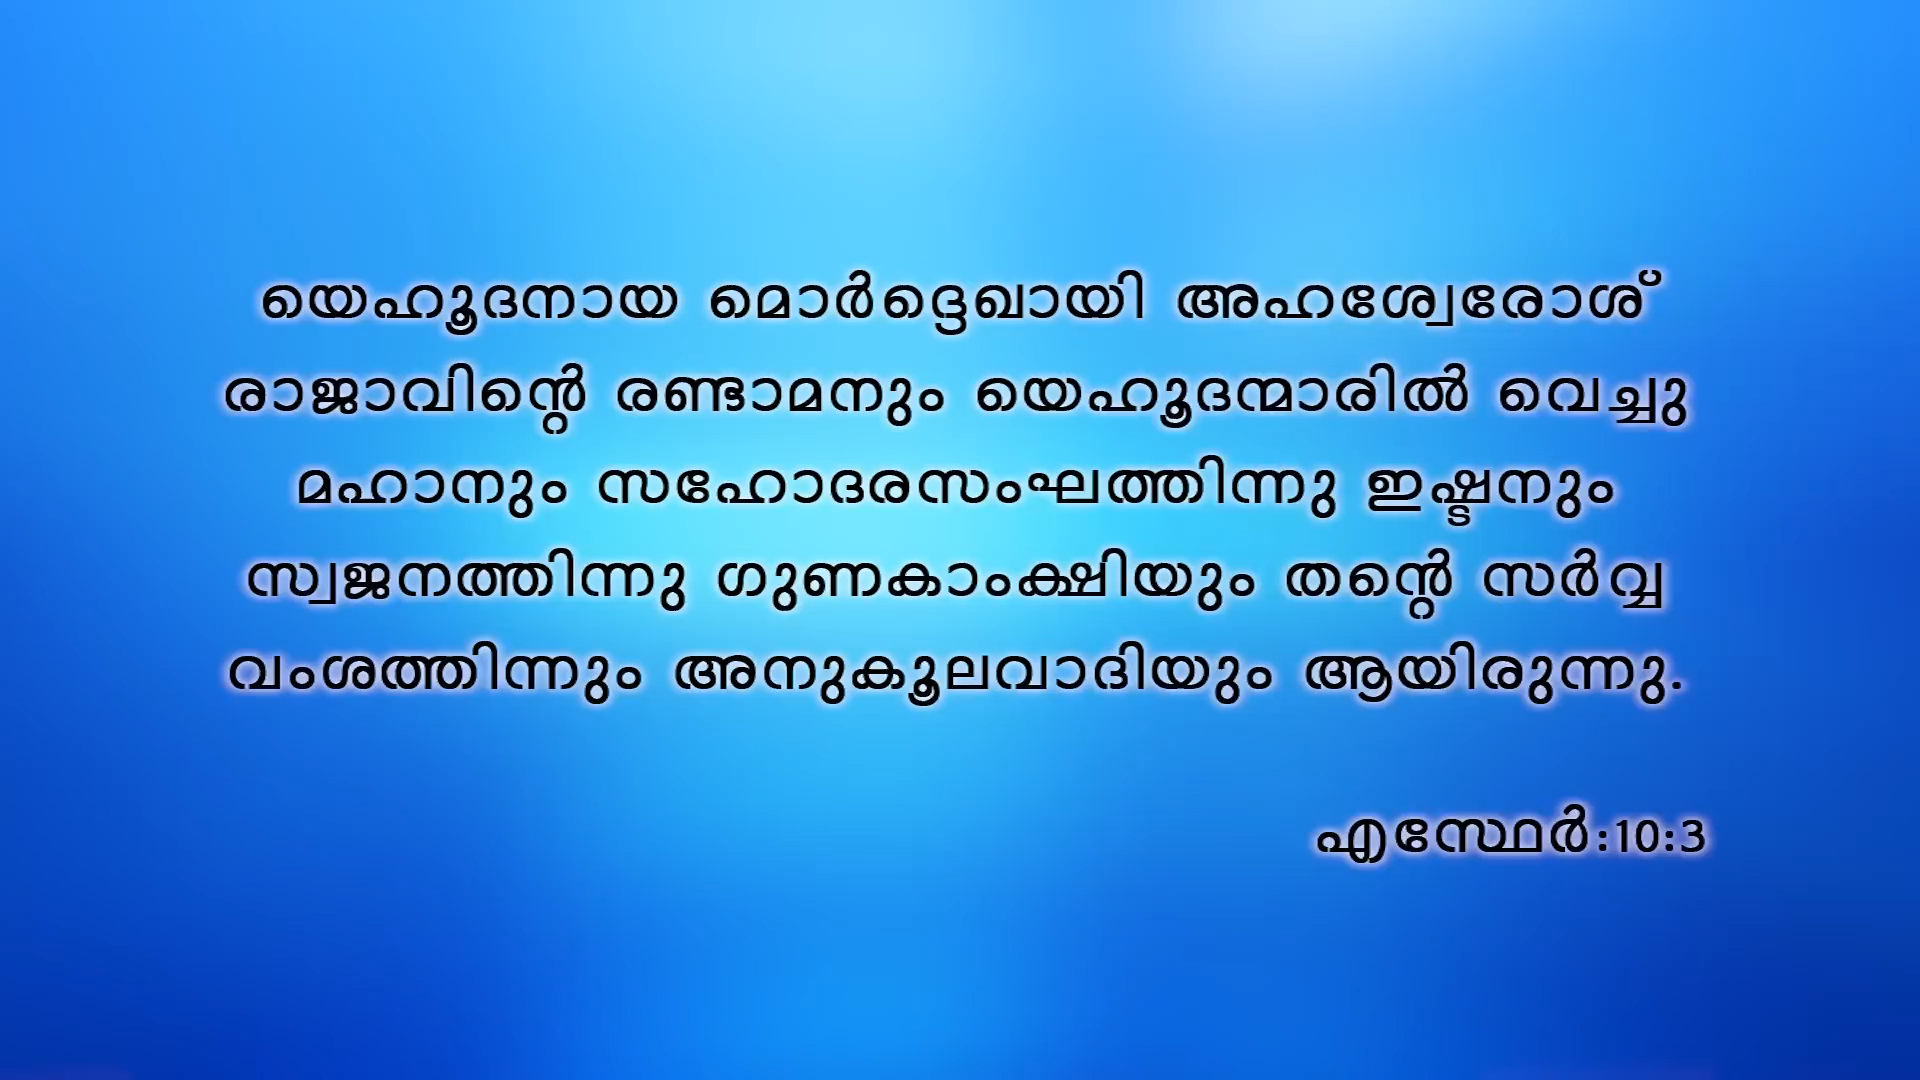 യെഹൂദനായ മൊർദ്ദെഖായി അഹശ്വേരോശ്
രാജാവിന്റെ രണ്ടാമനും യെഹൂദന്മാരിൽ വെച്ചു
മഹാനും സഹോദരസംഘത്തിന്നു ഇഷ്ടനും
സ്വജനത്തിന്നു ഗുണകാംക്ഷിയും തന്റെ സർവ്വ
വംശത്തിന്നും അനുകൂലവാദിയും ആയിരുന്നു.
എസ്ഥേർ:10:3